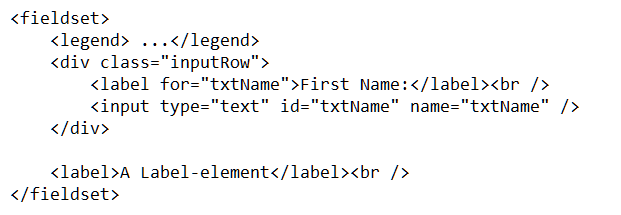 <fieldset>
    <legend> ...</legend>
    <div class="inputRow">
        <label for="txtName">First Name:</label><br />
        <input type="text" id="txtName" name="txtName" />
    </div>

    <label>A Label-element</label><br />
</fieldset>